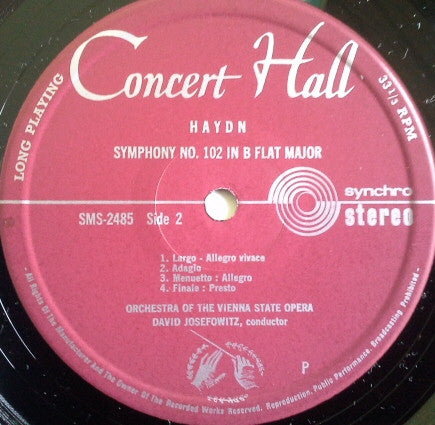 Concert Hall
LONG PLAYING
33 1/3 RPM
HAYDN
SYMPHONY NO. 102 IN B FLAT MAJOR
synchro
stereo
SMS-2485 Side 2
1. Largo - Allegro vivace
2. Adagio
3. Menuetto : Allegro
4. Finale : Presto
ORCHESTRA OF THE VIENNA STATE OPERA
DAVID JOSEFOWITZ, conductor
P
- All Rights Of The Manufacturer And The Owner Of The Recorded Works Reserved. Reproduction, Public Performance, Broadcasting Prohibited -